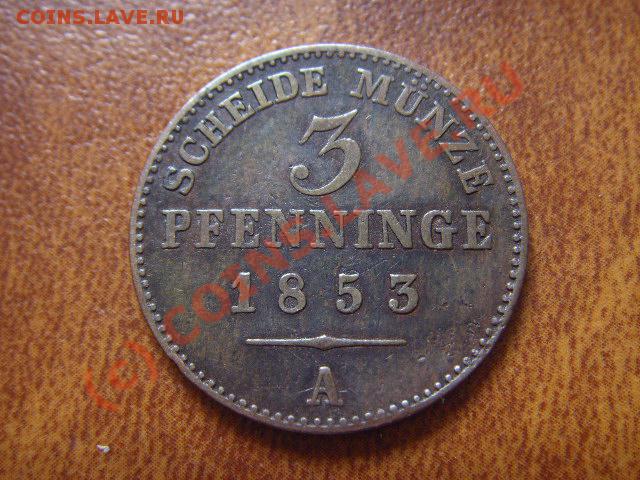 COINS.LAVE.RU
SCHEIDE MÜNZE
3
PFENNINGE
1853
A
(c) COINS.LAVE.RU